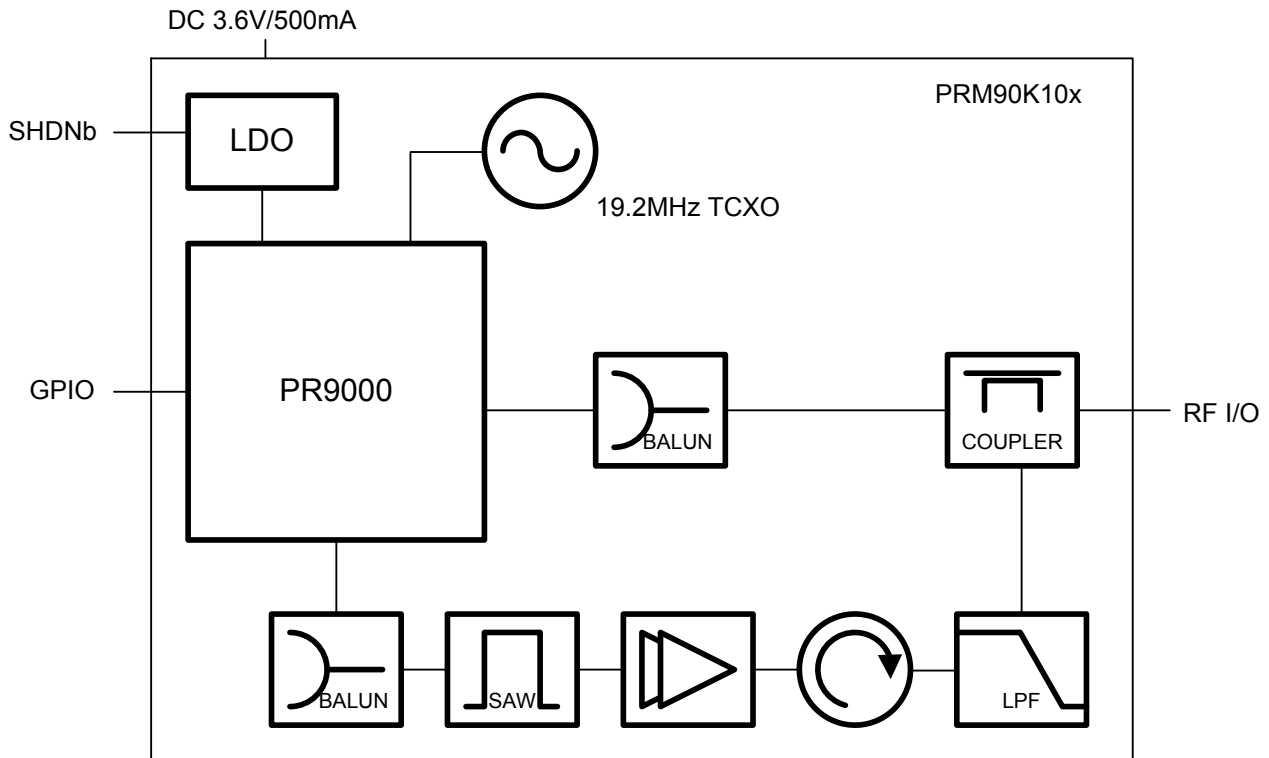 DC 3.6V/500mA
PRM90K10x
SHDNb
LDO
19.2MHz TCXO
GPIO
PR9000
BALUN
COUPLER
RF I/O
BALUN
SAW
LPF